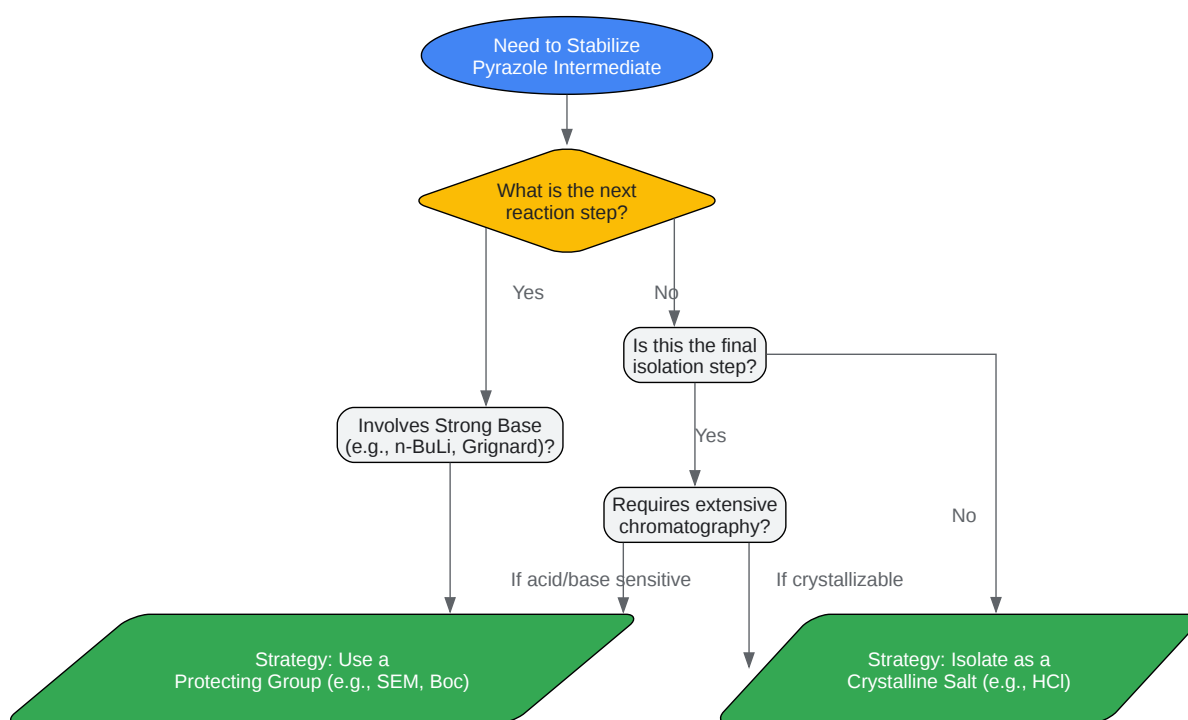 Need to Stabilize
Pyrazole Intermediate
What is the next
reaction step?
Yes
No
Is this the final
isolation step?
Involves Strong Base
(e.g., n-BuLi, Grignard)?
Yes
Requires extensive
chromatography?
No
If acid/base sensitive
If crystallizable
Strategy: Use a
Protecting Group (e.g., SEM, Boc)
Strategy: Isolate as a
Crystalline Salt (e.g., HCl)